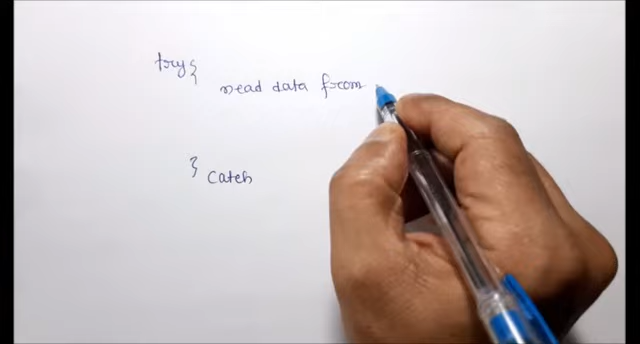 try {
read data from
} catch